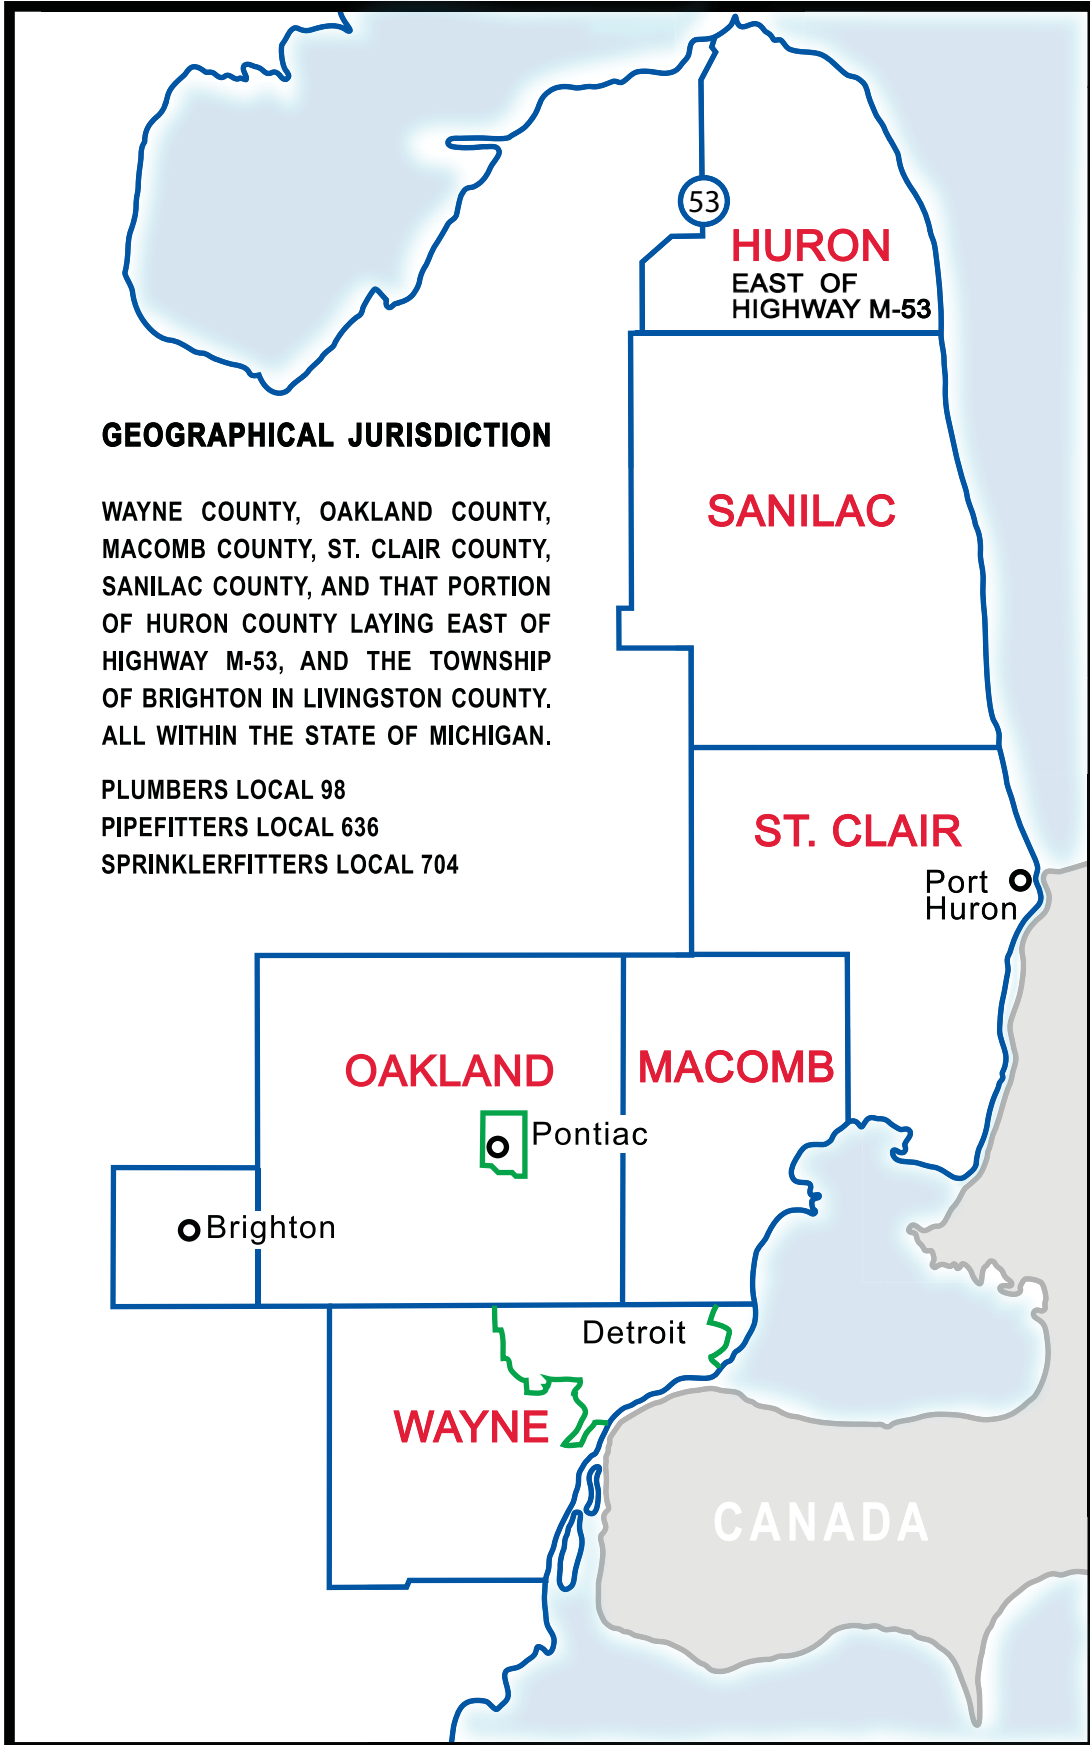 53
HURON
EAST OF
HIGHWAY M-53
GEOGRAPHICAL JURISDICTION
WAYNE COUNTY, OAKLAND COUNTY,
MACOMB COUNTY, ST. CLAIR COUNTY,
SANILAC COUNTY, AND THAT PORTION
OF HURON COUNTY LAYING EAST OF
HIGHWAY M-53, AND THE TOWNSHIP
OF BRIGHTON IN LIVINGSTON COUNTY.
ALL WITHIN THE STATE OF MICHIGAN.
PLUMBERS LOCAL 98
PIPEFITTERS LOCAL 636
SPRINKLERFITTERS LOCAL 704
SANILAC
ST. CLAIR
Port
Huron
OAKLAND
MACOMB
Pontiac
Brighton
Detroit
WAYNE
CANADA